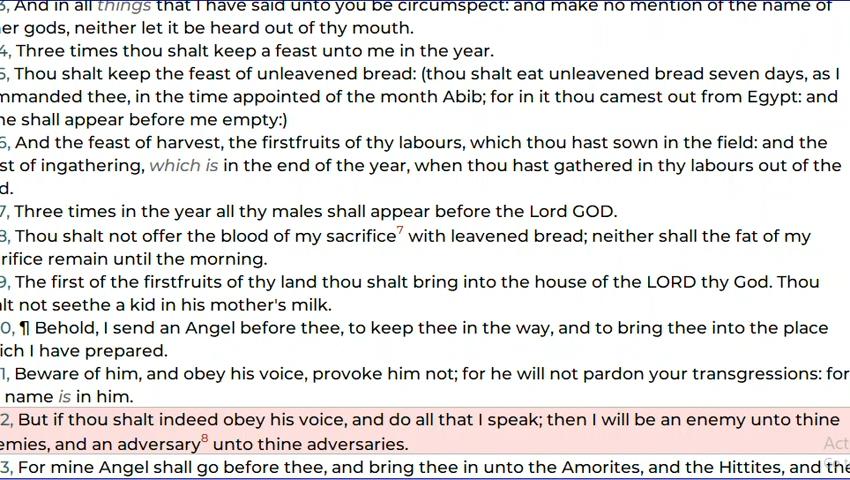 3, And in all things that I have said unto you be circumspect: and make no mention of the name of
er gods, neither let it be heard out of thy mouth.
4, Three times thou shalt keep a feast unto me in the year.
5, Thou shalt keep the feast of unleavened bread: (thou shalt eat unleavened bread seven days, as I
mmanded thee, in the time appointed of the month Abib; for in it thou camest out from Egypt: and
ne shall appear before me empty:)
6, And the feast of harvest, the firstfruits of thy labours, which thou hast sown in the field: and the
st of ingathering, which is in the end of the year, when thou hast gathered in thy labours out of the
d.
7, Three times in the year all thy males shall appear before the Lord GOD.
8, Thou shalt not offer the blood of my sacrifice7 with leavened bread; neither shall the fat of my
rifice remain until the morning.
9, The first of the firstfruits of thy land thou shalt bring into the house of the LORD thy God. Thou
lt not seethe a kid in his mother's milk.
0, ¶ Behold, I send an Angel before thee, to keep thee in the way, and to bring thee into the place
ich I have prepared.
1, Beware of him, and obey his voice, provoke him not; for he will not pardon your transgressions: for
name is in him.
2, But if thou shalt indeed obey his voice, and do all that I speak; then I will be an enemy unto thine
emies, and an adversary8 unto thine adversaries.
Act
3, For mine Angel shall go before thee, and bring thee in unto the Amorites, and the Hittites, and the